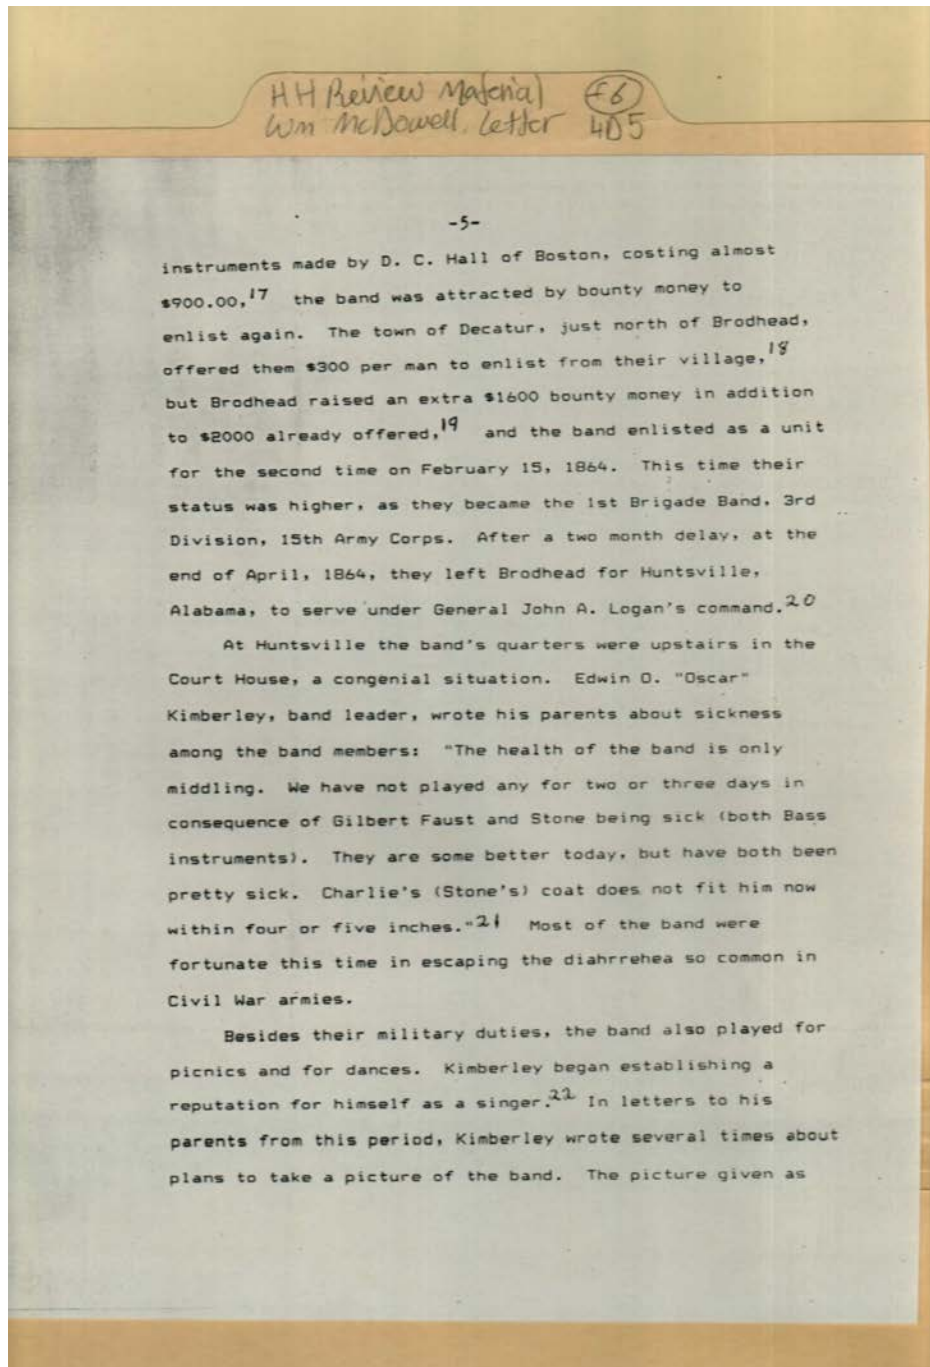 HH Review Material F6
Wm McDowell Letter 4D5
-5-
instruments made by D. C. Hall of Boston, costing almost
$900.00,17 the band was attracted by bounty money to
enlist again. The town of Decatur, just north of Brodhead,
offered them $300 per man to enlist from their village,18
but Brodhead raised an extra $1600 bounty money in addition
to $2000 already offered,19 and the band enlisted as a unit
for the second time on February 15, 1864. This time their
status was higher, as they became the 1st Brigade Band, 3rd
Division, 15th Army Corps. After a two month delay, at the
end of April, 1864, they left Brodhead for Huntsville,
Alabama, to serve under General John A. Logan's command.20
At Huntsville the band's quarters were upstairs in the
Court House, a congenial situation. Edwin O. "Oscar"
Kimberley, band leader, wrote his parents about sickness
among the band members: "The health of the band is only
middling. We have not played any for two or three days in
consequence of Gilbert Faust and Stone being sick (both Bass
instruments). They are some better today, but have both been
pretty sick. Charlie's (Stone's) coat does not fit him now
within four or five inches."21 Most of the band were
fortunate this time in escaping the diahrrehea so common in
Civil War armies.
Besides their military duties, the band also played for
picnics and for dances. Kimberley began establishing a
reputation for himself as a singer.22 In letters to his
parents from this period, Kimberley wrote several times about
plans to take a picture of the band. The picture given as